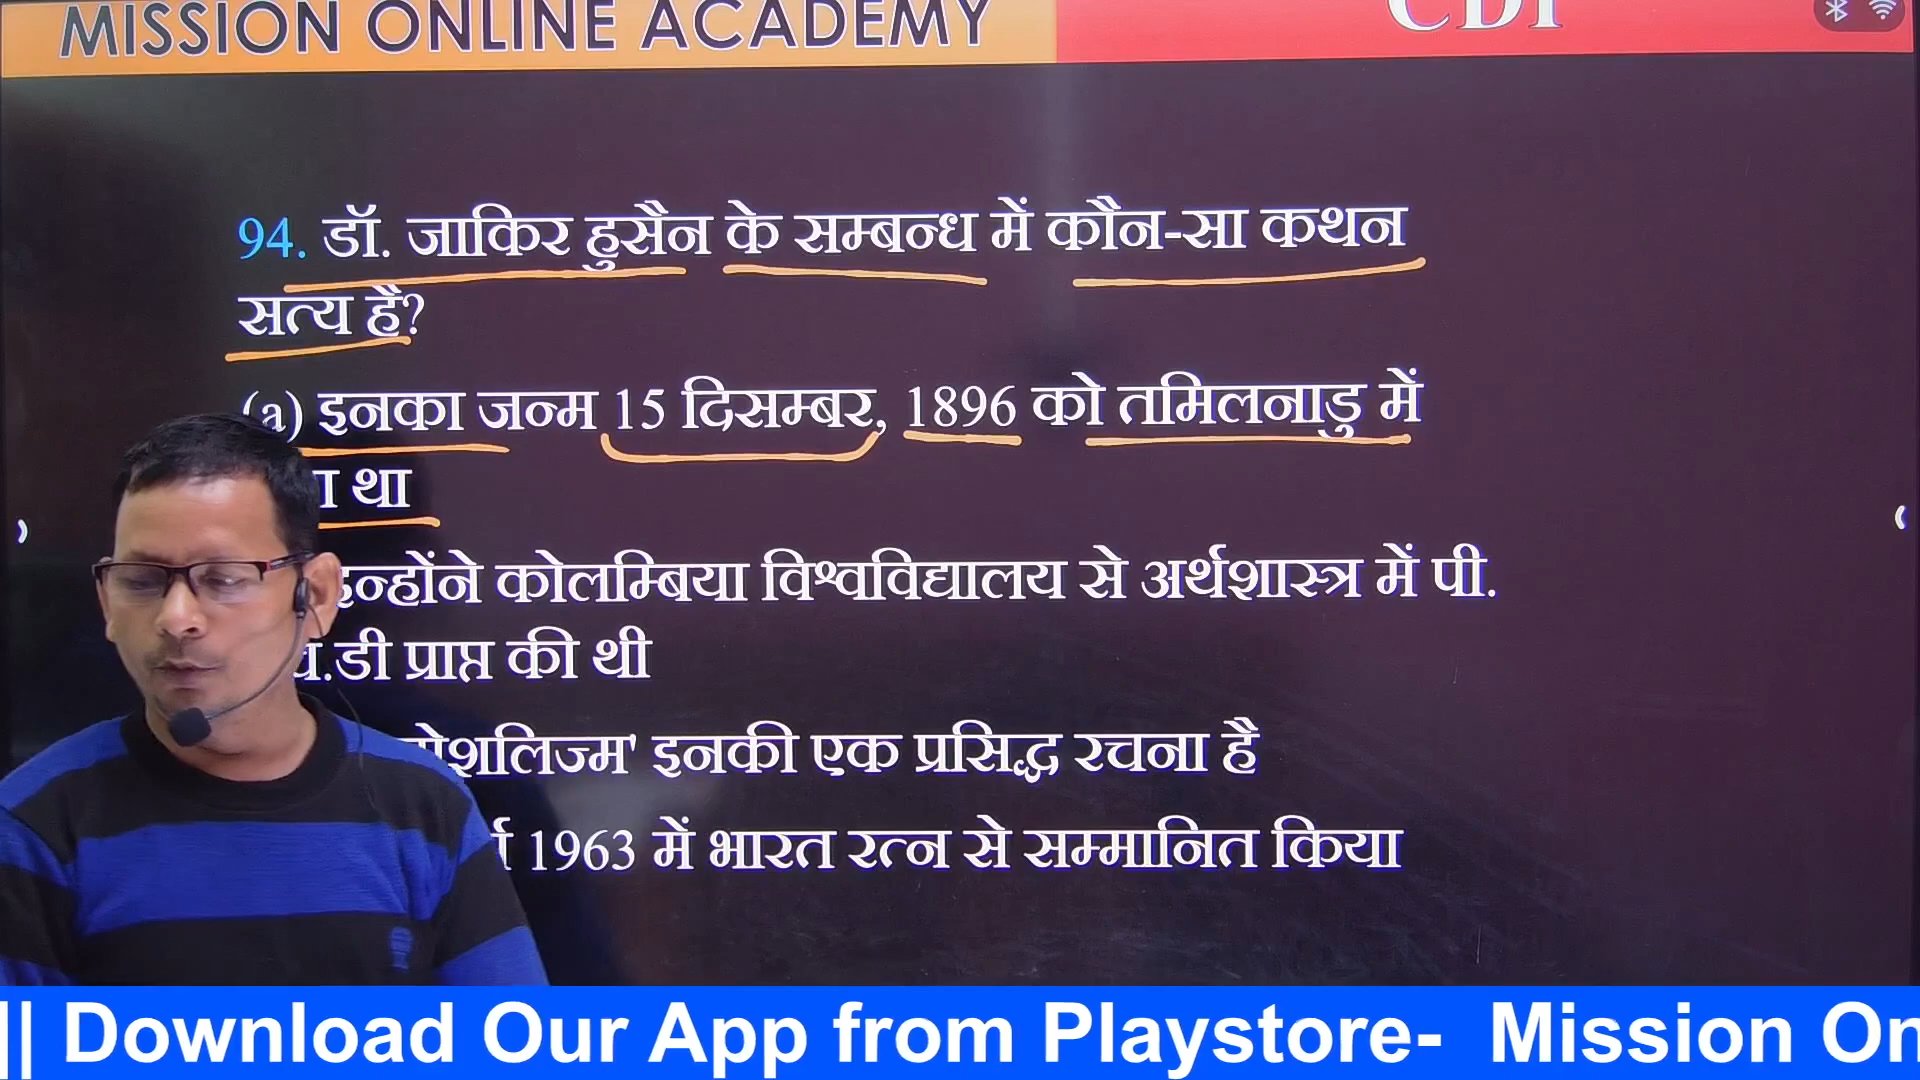 MISSION ONLINE ACADEMY
CDP
94. डॉ. जाकिर हुसैन के सम्बन्ध में कौन-सा कथन
सत्य है?
(a) इनका जन्म 15 दिसम्बर, 1896 को तमिलनाडु में
था
इन्होंने कोलम्बिया विश्वविद्यालय से अर्थशास्त्र में पी.
.डी प्राप्त की थी
इनकी एक प्रसिद्ध रचना है
1963 में भारत रत्न से सम्मानित किया
|| Download Our App from Playstore- Mission On